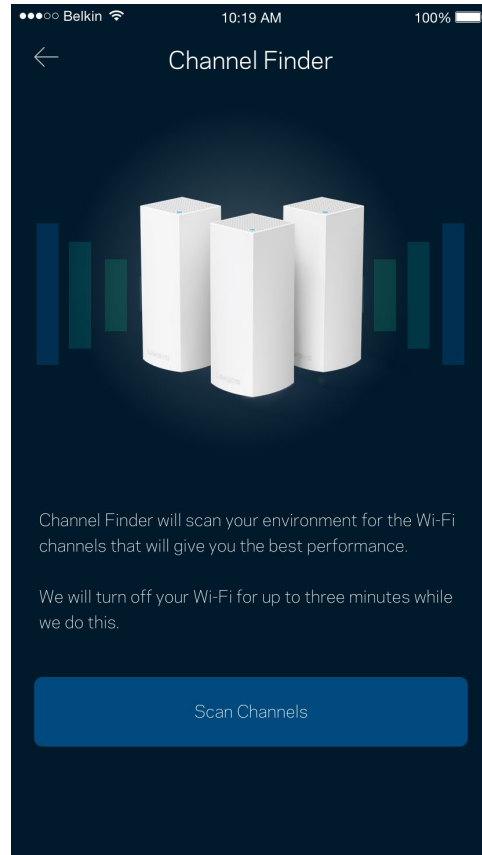 Belkin 10:19 AM 100%
Channel Finder
Channel Finder will scan your environment for the Wi-Fi
channels that will give you the best performance.
We will turn off your Wi-Fi for up to three minutes while
we do this.
Scan Channels